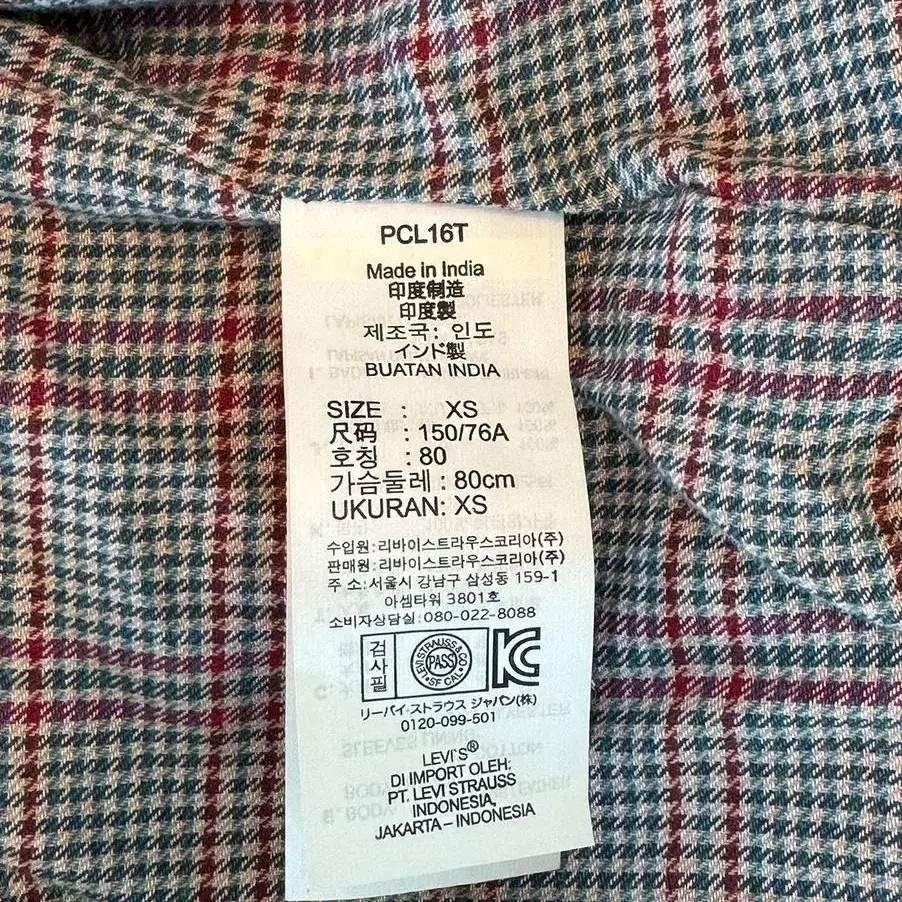 PCL16T
Made in India
印度制造
印度製
제조국: 인도
インド製
BUATAN INDIA
SIZE : XS
尺码 : 150/76A
호칭 : 80
가슴둘레 : 80cm
UKURAN: XS
수입원:리바이스트라우스코리아(주)
판매원:리바이스트라우스코리아(주)
주 소:서울시 강남구 삼성동 159-1
아셈타워 3801호
소비자상담실:080-022-8088
검사필
LEVI STRAUSS & CO
PASS
SF CAL
リーバイ·ストラウス ジャパン(株)
0120-099-501
LEVI'S®
DI IMPORT OLEH:
PT. LEVI STRAUSS
INDONESIA,
JAKARTA – INDONESIA